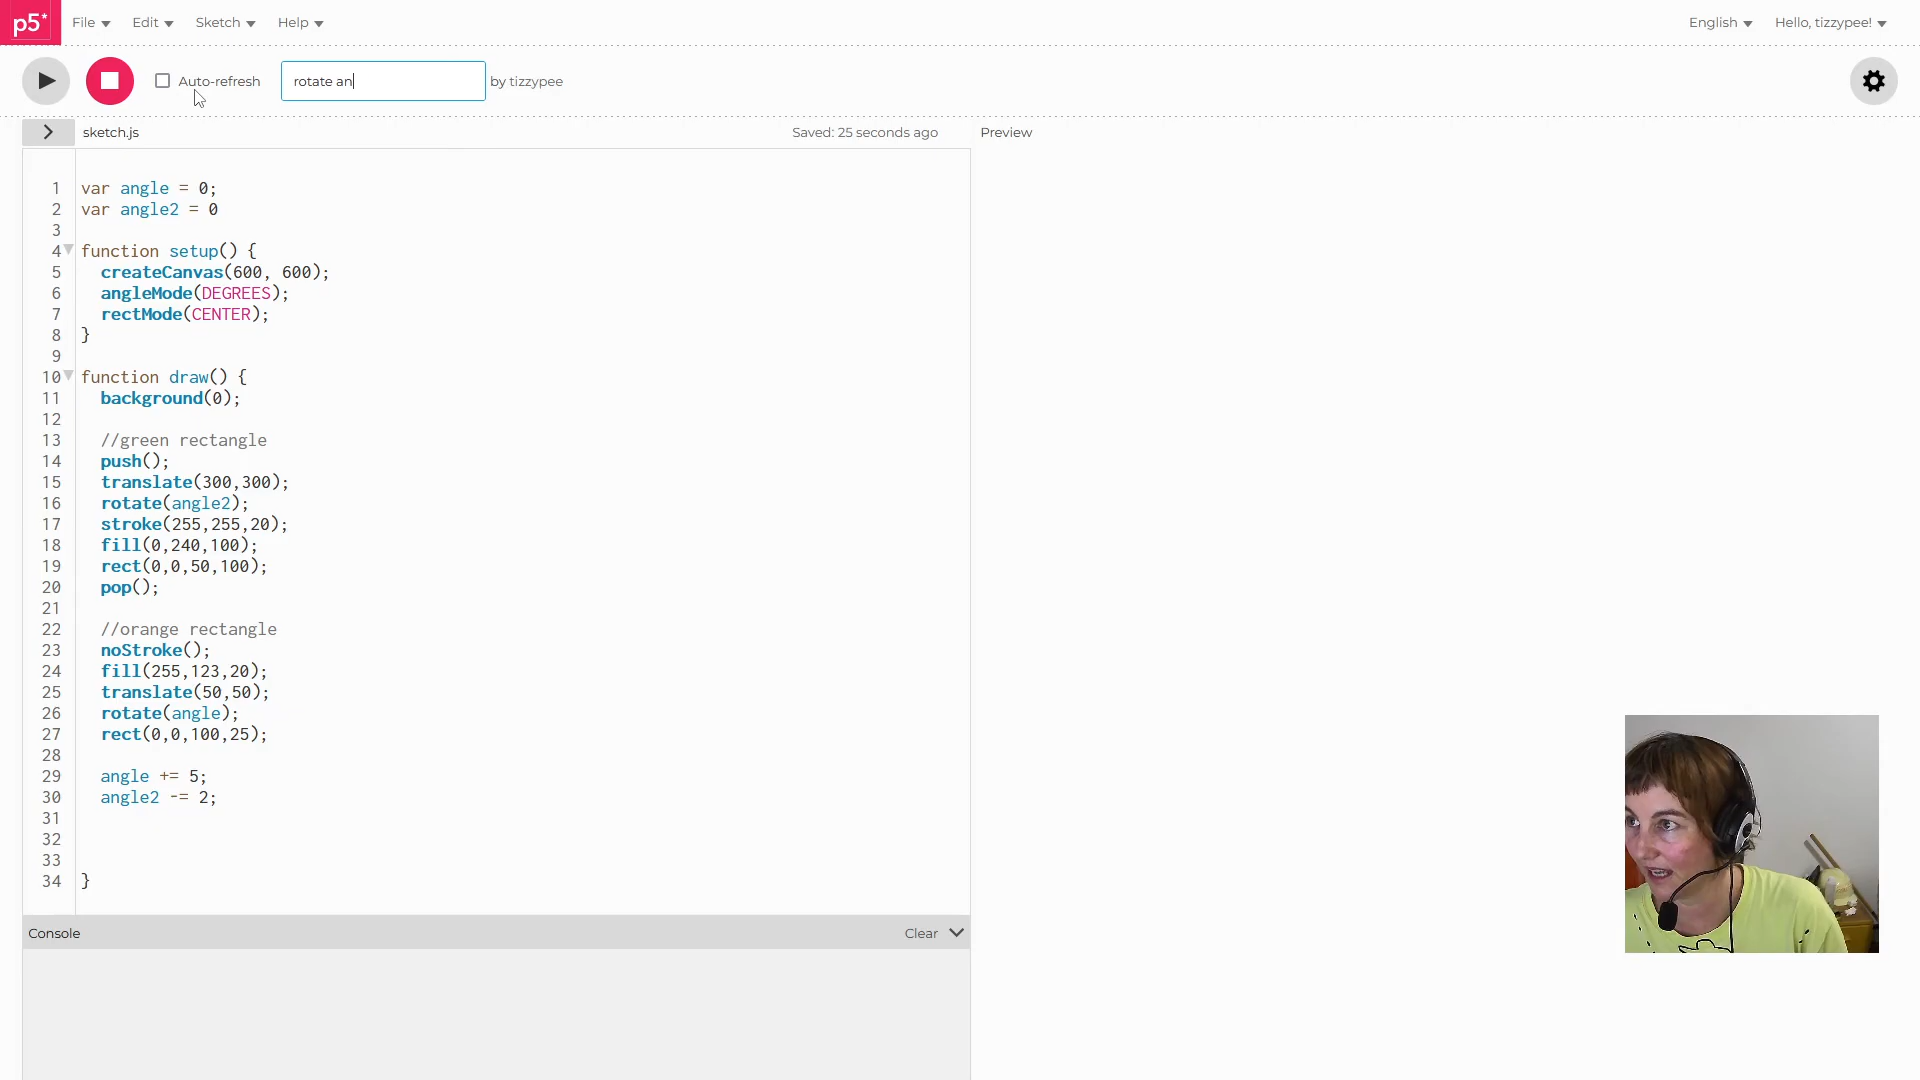 p5*
File
Edit
Sketch
Help
English
Hello, tizzypee!
Auto-refresh
rotate an
by tizzypee
sketch.js
Saved: 25 seconds ago
Preview
1 var angle = 0;
2 var angle2 = 0
3
4 function setup() {
5 createCanvas(600, 600);
6 angleMode(DEGREES);
7 rectMode(CENTER);
8 }
9
10 function draw() {
11 background(0);
12
13 //green rectangle
14 push();
15 translate(300,300);
16 rotate(angle2);
17 stroke(255,255,20);
18 fill(0,240,100);
19 rect(0,0,50,100);
20 pop();
21
22 //orange rectangle
23 noStroke();
24 fill(255,123,20);
25 translate(50,50);
26 rotate(angle);
27 rect(0,0,100,25);
28
29 angle += 5;
30 angle2 -= 2;
31
32
33
34 }
Console
Clear